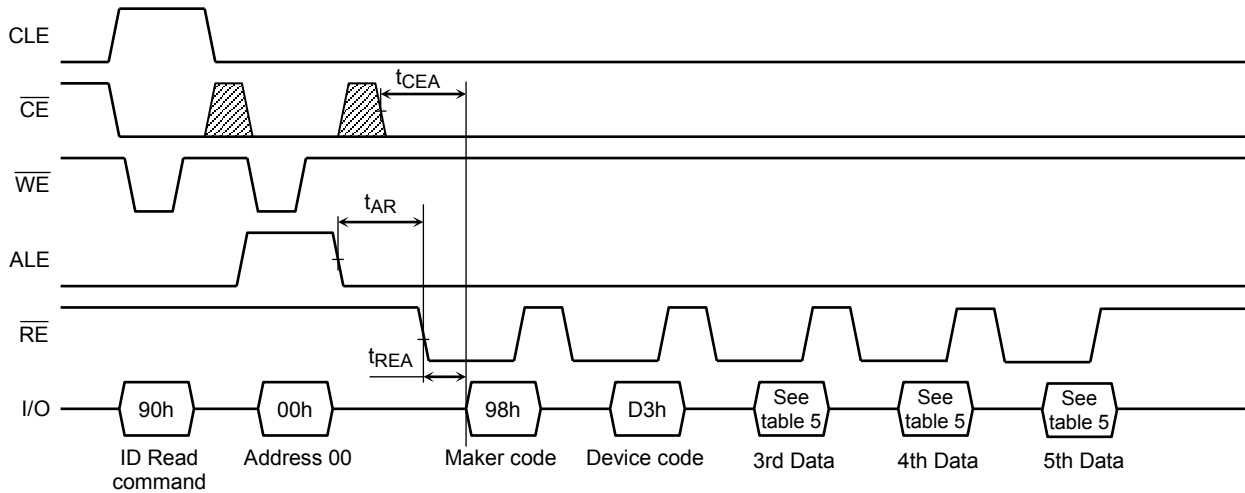 CLE
tCEA
CE
WE
tAR
ALE
RE
tREA
I/O
90h
00h
98h
D3h
See
table 5
See
table 5
See
table 5
ID Read
command
Address 00
Maker code
Device code
3rd Data
4th Data
5th Data